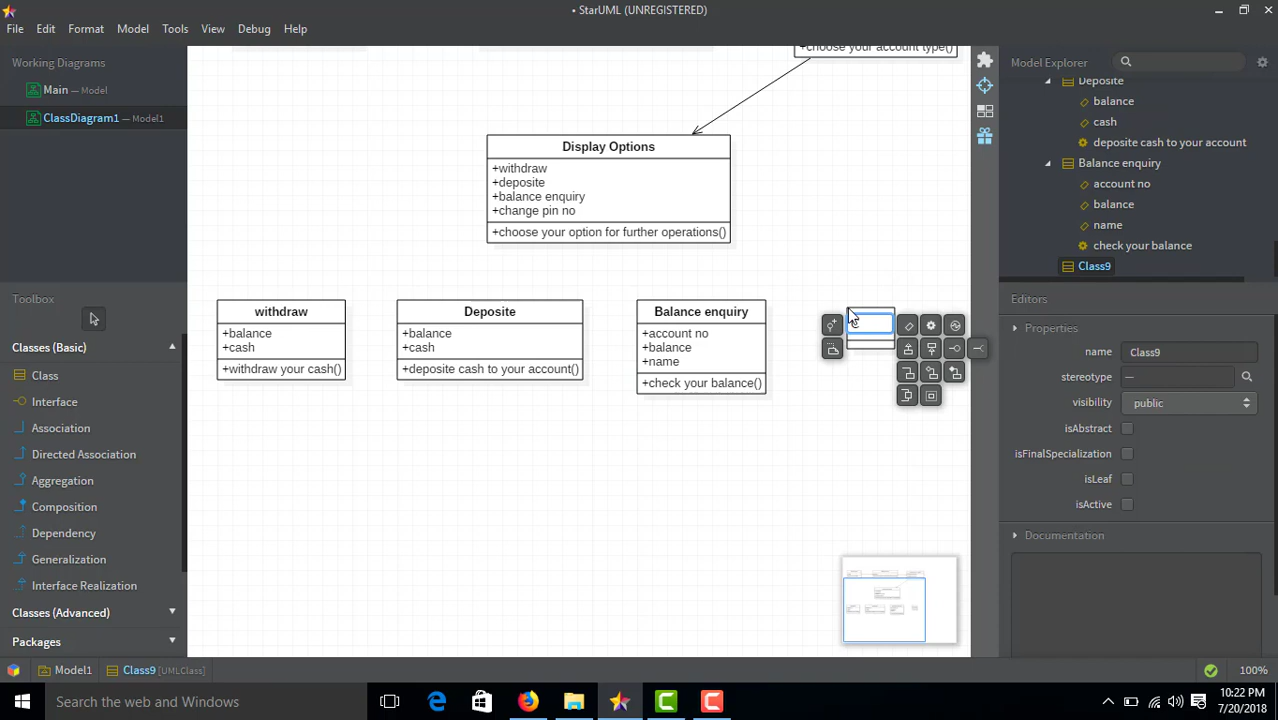 • StarUML (UNREGISTERED)
File Edit Format Model Tools View Debug Help
Working Diagrams
Main — Model
ClassDiagram1 — Model1
Toolbox
Classes (Basic)
Class
Interface
Association
Directed Association
Aggregation
Composition
Dependency
Generalization
Interface Realization
Classes (Advanced)
Packages
+choose your account type()
Display Options
+withdraw
+deposite
+balance enquiry
+change pin no
+choose your option for further operations()
withdraw
+balance
+cash
+withdraw your cash()
Deposite
+balance
+cash
+deposite cash to your account()
Balance enquiry
+account no
+balance
+name
+check your balance()
Model Explorer
Deposite
balance
cash
deposite cash to your account
Balance enquiry
account no
balance
name
check your balance
Class9
Editors
Properties
name Class9
stereotype —
visibility public
isAbstract
isFinalSpecialization
isLeaf
isActive
Documentation
Model1 Class9 [UMLClass]
100%
Search the web and Windows
10:22 PM
7/20/2018